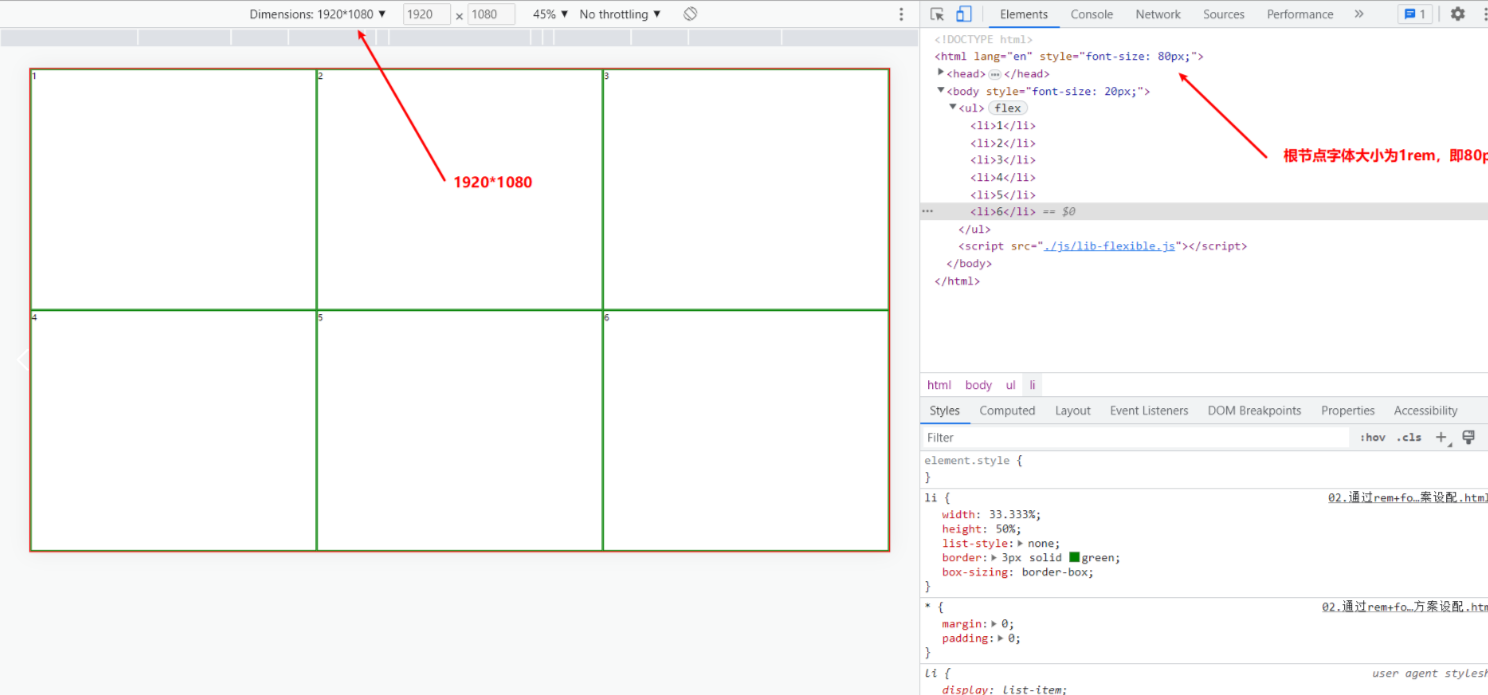 Dimensions: 1920*1080 ▼ 1920 × 1080 45% ▼ No throttling ▼
Elements Console Network Sources Performance » 1
<!DOCTYPE html>
<html lang="en" style="font-size: 80px;">
<head> ⋯ </head>
<body style="font-size: 20px;">
<ul> flex
<li>1</li>
<li>2</li>
<li>3</li>
<li>4</li>
<li>5</li>
⋯ <li>6</li> == $0
</ul>
<script src="./js/lib-flexible.js"></script>
</body>
</html>
1 2 3
4 5 6
1920*1080
根节点字体大小为1rem，即80p
html body ul li
Styles Computed Layout Event Listeners DOM Breakpoints Properties Accessibility
Filter :hov .cls +
element.style {
}
li { 02.通过rem+fo…案设配.html
width: 33.333%;
height: 50%;
list-style: none;
border: 3px solid green;
box-sizing: border-box;
}
* { 02.通过rem+fo…方案设配.htm
margin: 0;
padding: 0;
}
li { user agent stylesh
display: list-item;